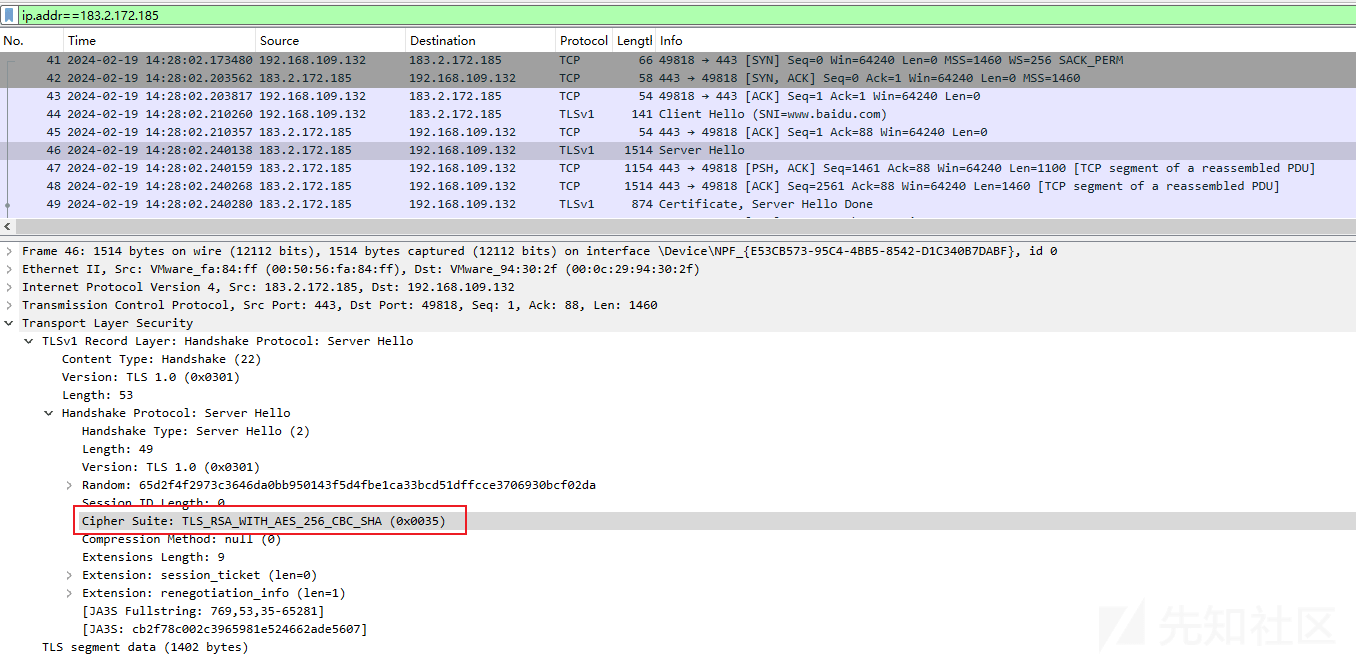 ip.addr==183.2.172.185
No. Time Source Destination Protocol Lengtl Info
41 2024-02-19 14:28:02.173480 192.168.109.132 183.2.172.185 TCP 66 49818 → 443 [SYN] Seq=0 Win=64240 Len=0 MSS=1460 WS=256 SACK_PERM
42 2024-02-19 14:28:02.203562 183.2.172.185 192.168.109.132 TCP 58 443 → 49818 [SYN, ACK] Seq=0 Ack=1 Win=64240 Len=0 MSS=1460
43 2024-02-19 14:28:02.203817 192.168.109.132 183.2.172.185 TCP 54 49818 → 443 [ACK] Seq=1 Ack=1 Win=64240 Len=0
44 2024-02-19 14:28:02.210260 192.168.109.132 183.2.172.185 TLSv1 141 Client Hello (SNI=www.baidu.com)
45 2024-02-19 14:28:02.210357 183.2.172.185 192.168.109.132 TCP 54 443 → 49818 [ACK] Seq=1 Ack=88 Win=64240 Len=0
46 2024-02-19 14:28:02.240138 183.2.172.185 192.168.109.132 TLSv1 1514 Server Hello
47 2024-02-19 14:28:02.240159 183.2.172.185 192.168.109.132 TCP 1154 443 → 49818 [PSH, ACK] Seq=1461 Ack=88 Win=64240 Len=1100 [TCP segment of a reassembled PDU]
48 2024-02-19 14:28:02.240268 183.2.172.185 192.168.109.132 TCP 1514 443 → 49818 [ACK] Seq=2561 Ack=88 Win=64240 Len=1460 [TCP segment of a reassembled PDU]
49 2024-02-19 14:28:02.240280 183.2.172.185 192.168.109.132 TLSv1 874 Certificate, Server Hello Done
Frame 46: 1514 bytes on wire (12112 bits), 1514 bytes captured (12112 bits) on interface \Device\NPF_{E53CB573-95C4-4BB5-8542-D1C340B7DABF}, id 0
Ethernet II, Src: VMware_fa:84:ff (00:50:56:fa:84:ff), Dst: VMware_94:30:2f (00:0c:29:94:30:2f)
Internet Protocol Version 4, Src: 183.2.172.185, Dst: 192.168.109.132
Transmission Control Protocol, Src Port: 443, Dst Port: 49818, Seq: 1, Ack: 88, Len: 1460
Transport Layer Security
TLSv1 Record Layer: Handshake Protocol: Server Hello
Content Type: Handshake (22)
Version: TLS 1.0 (0x0301)
Length: 53
Handshake Protocol: Server Hello
Handshake Type: Server Hello (2)
Length: 49
Version: TLS 1.0 (0x0301)
Random: 65d2f4f2973c3646da0bb950143f5d4fbe1ca33bcd51dffcce3706930bcf02da
Session ID Length: 0
Cipher Suite: TLS_RSA_WITH_AES_256_CBC_SHA (0x0035)
Compression Method: null (0)
Extensions Length: 9
Extension: session_ticket (len=0)
Extension: renegotiation_info (len=1)
[JA3S Fullstring: 769,53,35-65281]
[JA3S: cb2f78c002c3965981e524662ade5607]
TLS segment data (1402 bytes)
先知社区